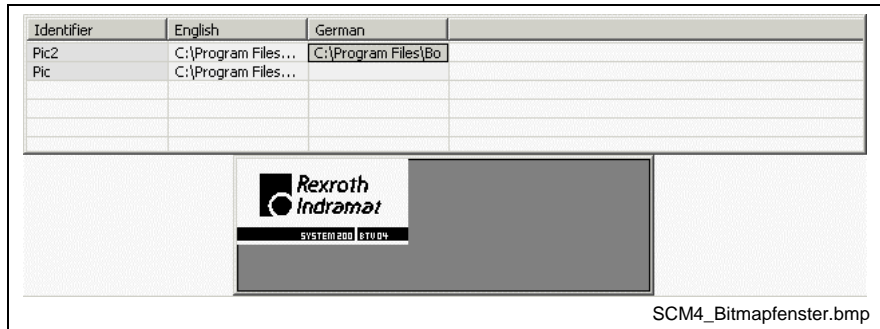 Identifier English German
Pic2 C:\Program Files... C:\Program Files\Bo
Pic C:\Program Files...
Rexroth
Indramat
SYSTEM200 BTV04
SCM4_Bitmapfenster.bmp